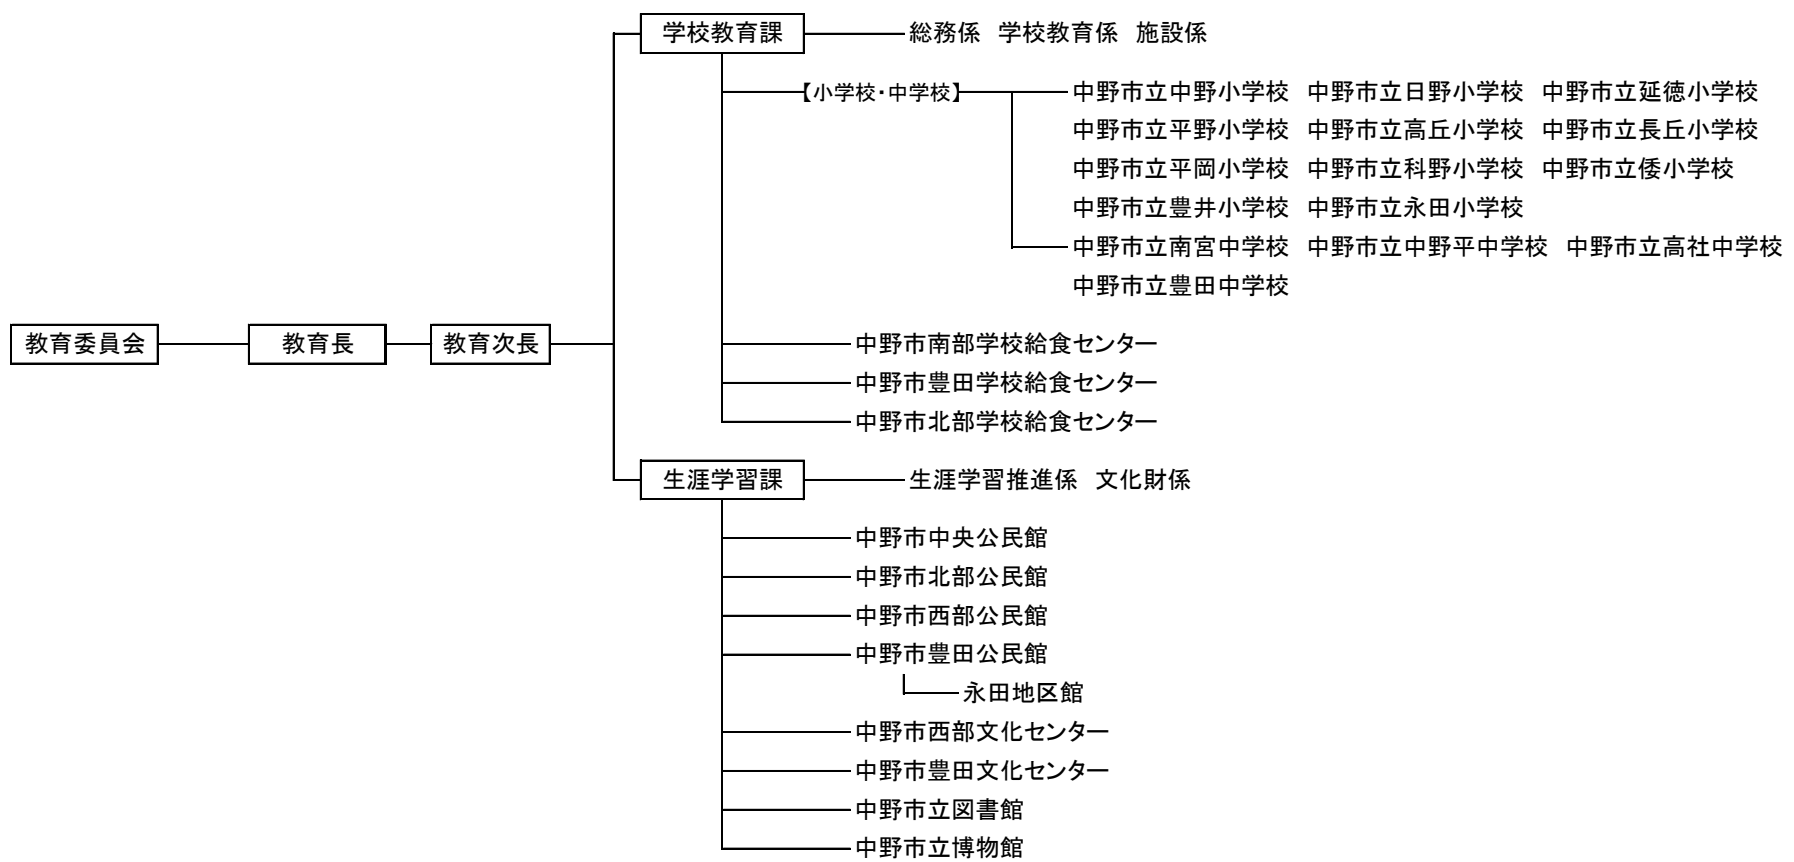 学校教育課 総務係 学校教育係 施設係
【小学校・中学校】 中野市立中野小学校 中野市立日野小学校 中野市立延徳小学校
中野市立平野小学校 中野市立高丘小学校 中野市立長丘小学校
中野市立平岡小学校 中野市立科野小学校 中野市立倭小学校
中野市立豊井小学校 中野市立永田小学校
中野市立南宮中学校 中野市立中野平中学校 中野市立高社中学校
中野市立豊田中学校
教育委員会 教育長 教育次長 中野市南部学校給食センター
中野市豊田学校給食センター
中野市北部学校給食センター
生涯学習課 生涯学習推進係 文化財係
中野市中央公民館
中野市北部公民館
中野市西部公民館
中野市豊田公民館
永田地区館
中野市西部文化センター
中野市豊田文化センター
中野市立図書館
中野市立博物館